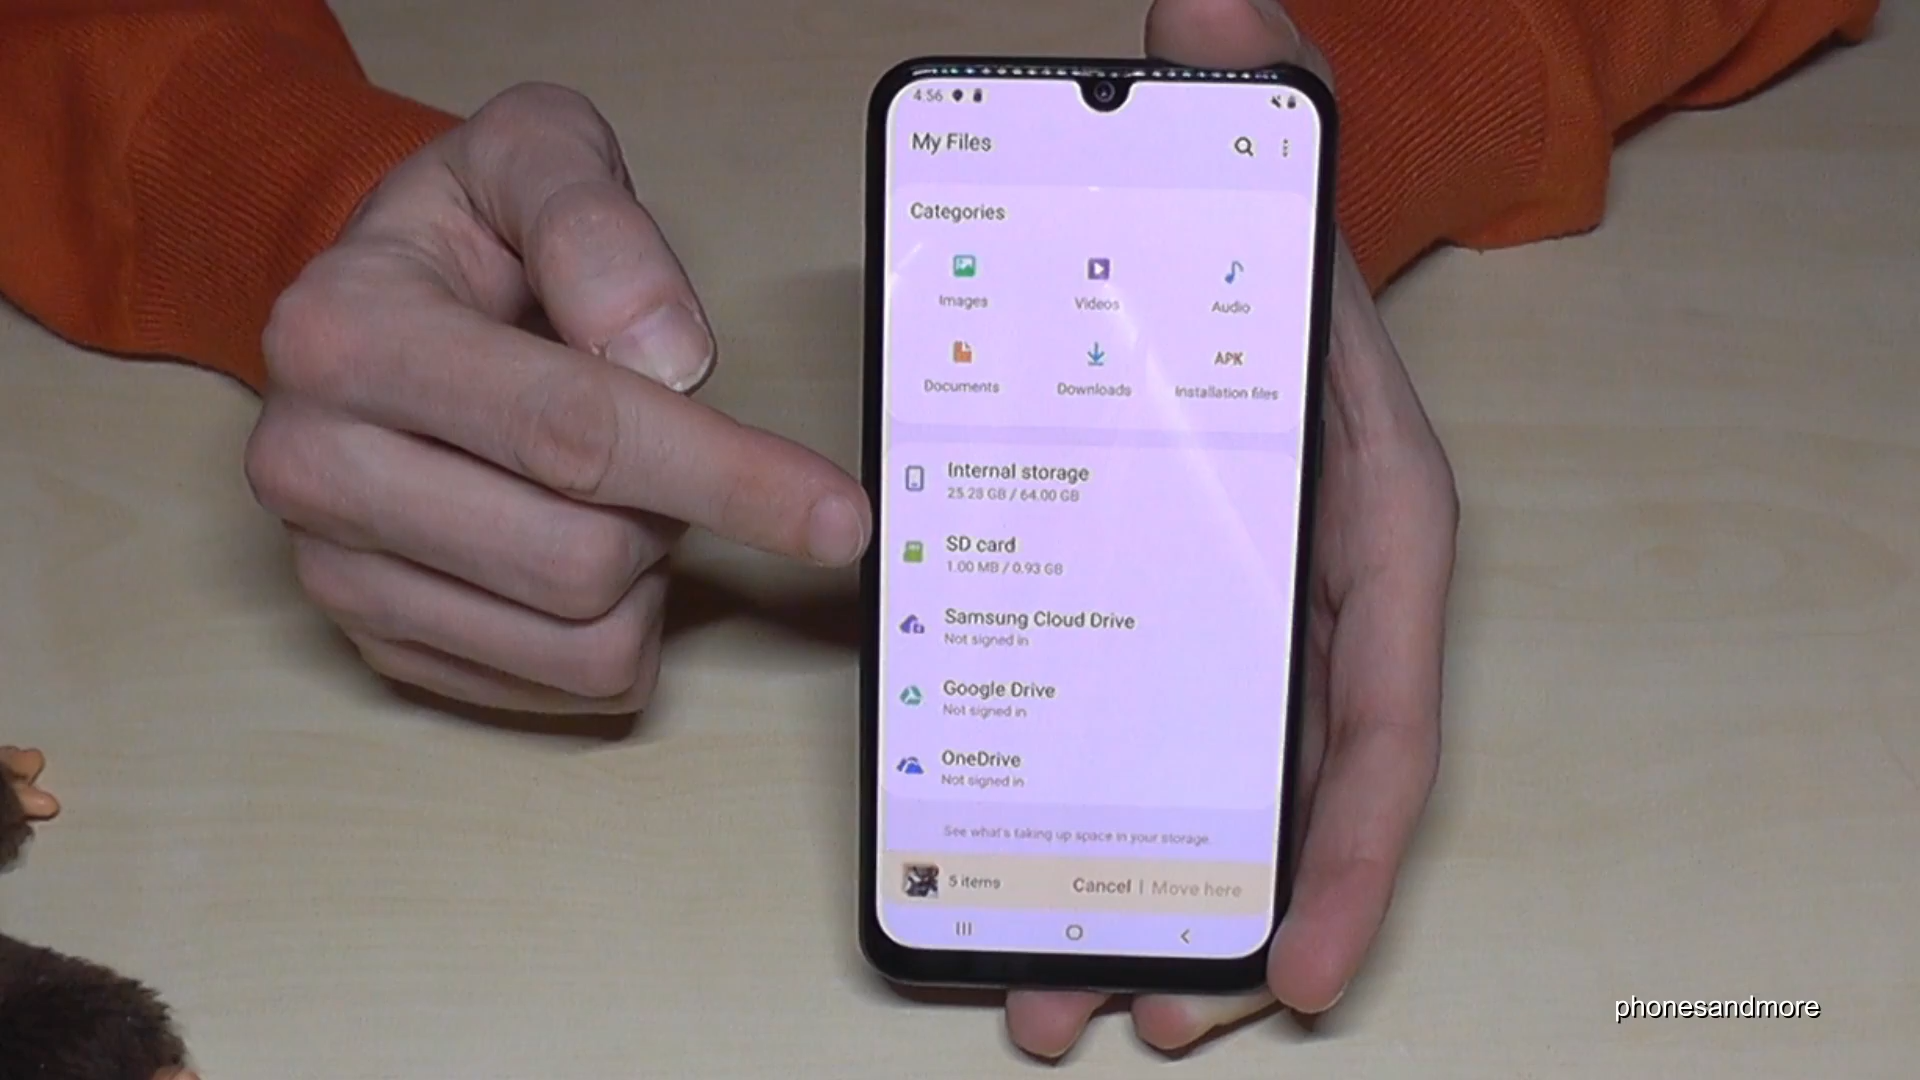 4:56
My Files
Categories
Images Videos Audio
Documents Downloads APK Installation files
Internal storage
25.28 GB / 64.00 GB
SD card
1.00 MB / 0.93 GB
Samsung Cloud Drive
Not signed in
Google Drive
Not signed in
OneDrive
Not signed in
See what's taking up space in your storage.
5 items Cancel | Move here
phonesandmore